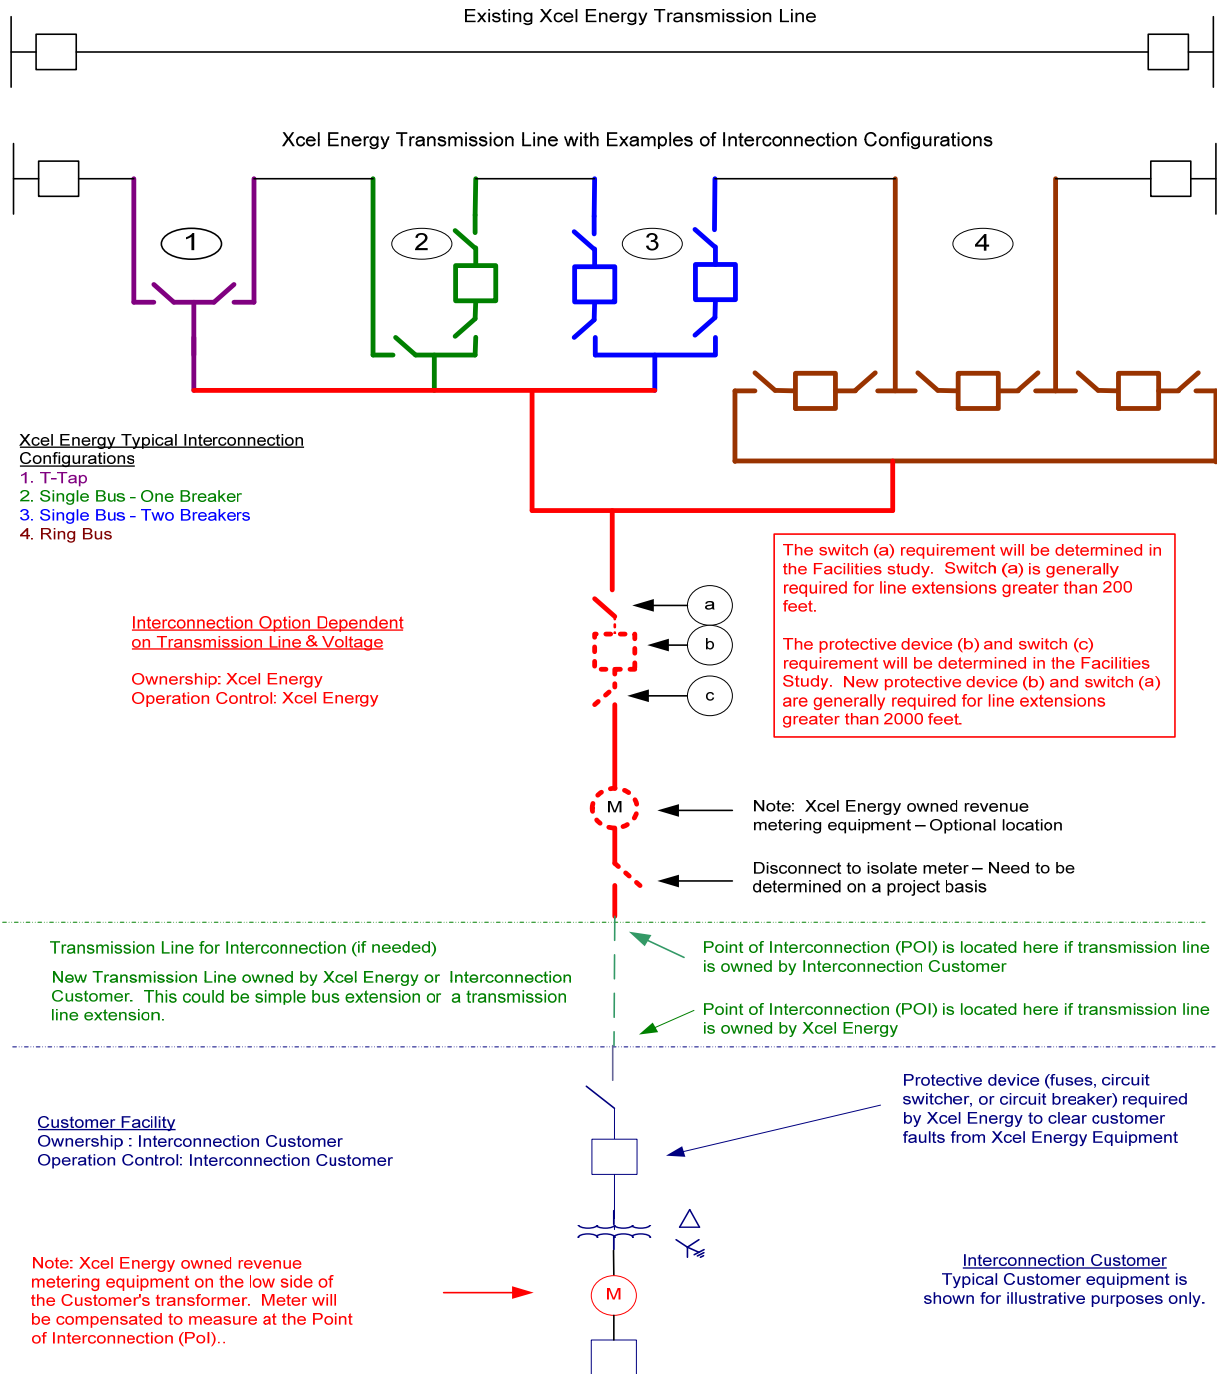 Existing Xcel Energy Transmission Line
Xcel Energy Transmission Line with Examples of Interconnection Configurations
1
2
3
4
Xcel Energy Typical Interconnection
Configurations
1. T-Tap
2. Single Bus - One Breaker
3. Single Bus - Two Breakers
4. Ring Bus
The switch (a) requirement will be determined in
the Facilities study. Switch (a) is generally
required for line extensions greater than 200
feet.
The protective device (b) and switch (c)
requirement will be determined in the Facilities
Study. New protective device (b) and switch (a)
are generally required for line extensions
greater than 2000 feet.
Interconnection Option Dependent
on Transmission Line & Voltage
Ownership: Xcel Energy
Operation Control: Xcel Energy
a
b
c
M
Note: Xcel Energy owned revenue
metering equipment – Optional location
Disconnect to isolate meter – Need to be
determined on a project basis
Transmission Line for Interconnection (if needed)
New Transmission Line owned by Xcel Energy or Interconnection
Customer. This could be simple bus extension or a transmission
line extension.
Point of Interconnection (POI) is located here if transmission line
is owned by Interconnection Customer
Point of Interconnection (POI) is located here if transmission line
is owned by Xcel Energy
Protective device (fuses, circuit
switcher, or circuit breaker) required
by Xcel Energy to clear customer
faults from Xcel Energy Equipment
Customer Facility
Ownership : Interconnection Customer
Operation Control: Interconnection Customer
Note: Xcel Energy owned revenue
metering equipment on the low side of
the Customer's transformer. Meter will
be compensated to measure at the Point
of Interconnection (PoI)..
M
Interconnection Customer
Typical Customer equipment is
shown for illustrative purposes only.